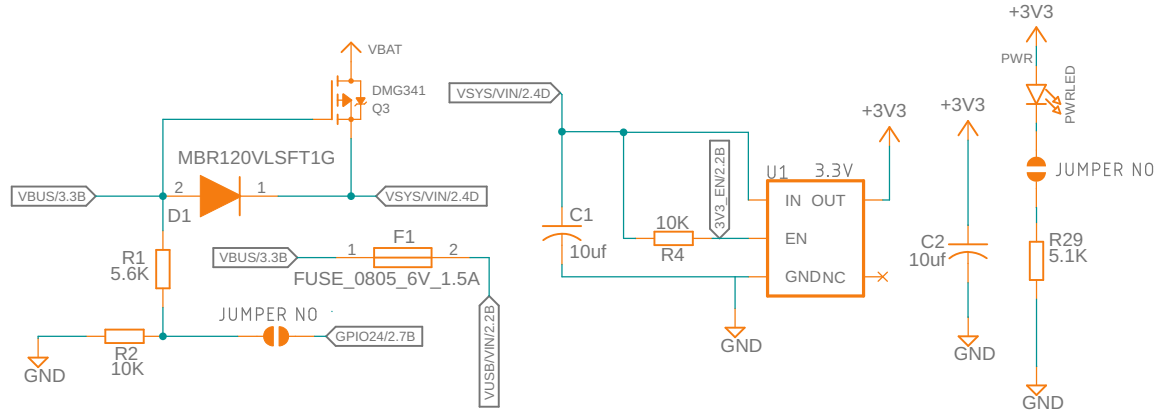 VBAT
DMG341
Q3
MBR120VLSFT1G
VBUS/3.3B
2
1
D1
VSYS/VIN/2.4D
R1
5.6K
VBUS/3.3B
1
F1
2
FUSE_0805_6V_1.5A
VUSB/VIN/2.2B
JUMPER NO
GPIO24/2.7B
R2
10K
GND
VSYS/VIN/2.4D
C1
10uf
10K
R4
3V3_EN/2.2B
U1
3.3V
IN OUT
EN
GND NC
GND
+3V3
+3V3
C2
10uf
GND
+3V3
PWR
PWRLED
JUMPER NO
R29
5.1K
GND